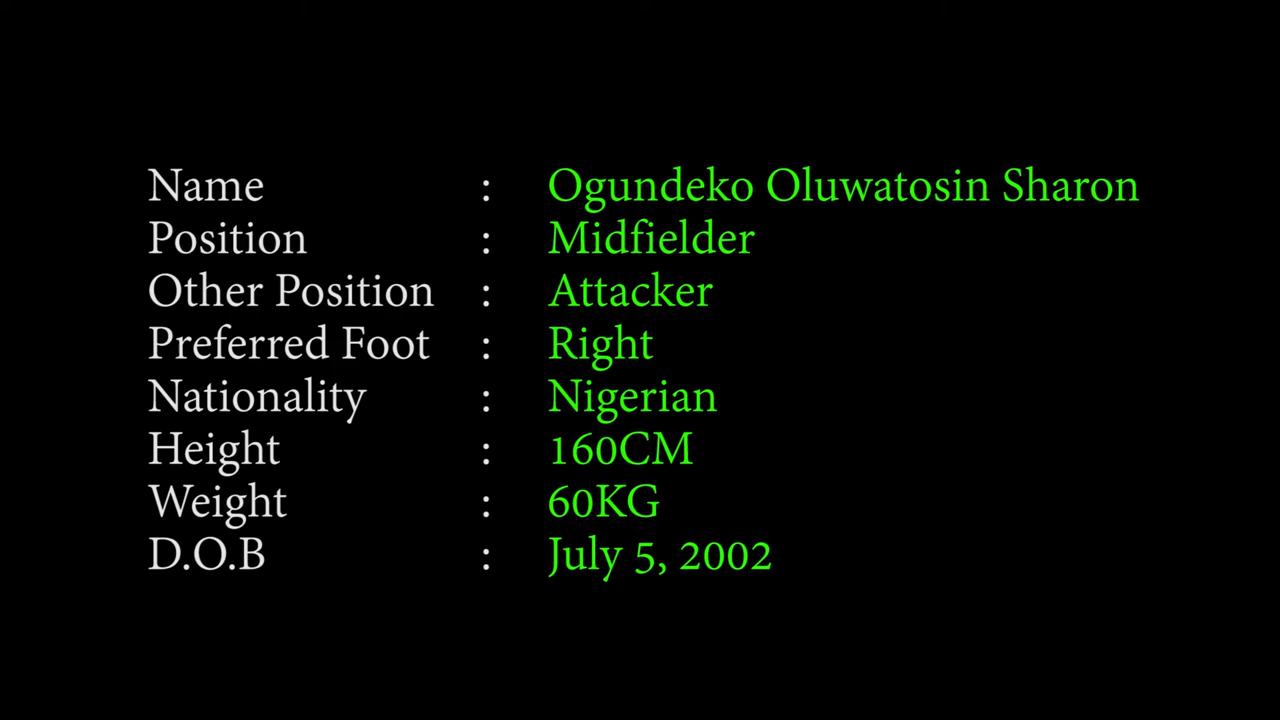 Name : Ogundeko Oluwatosin Sharon
Position : Midfielder
Other Position : Attacker
Preferred Foot : Right
Nationality : Nigerian
Height : 160CM
Weight : 60KG
D.O.B : July 5, 2002